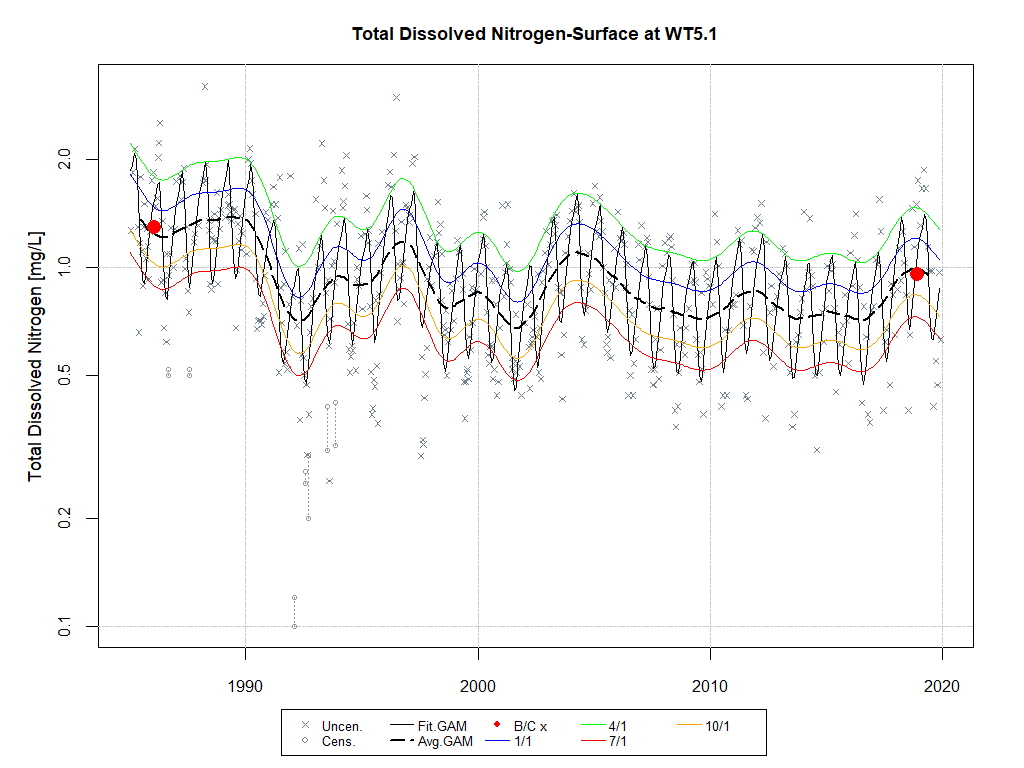 Total Dissolved Nitrogen-Surface at WT5.1
Total Dissolved Nitrogen [mg/L]
2.0
1.0
0.5
0.2
0.1
1990 2000 2010 2020
Uncen. Fit.GAM B/C x 4/1 10/1
Cens. Avg.GAM 1/1 7/1